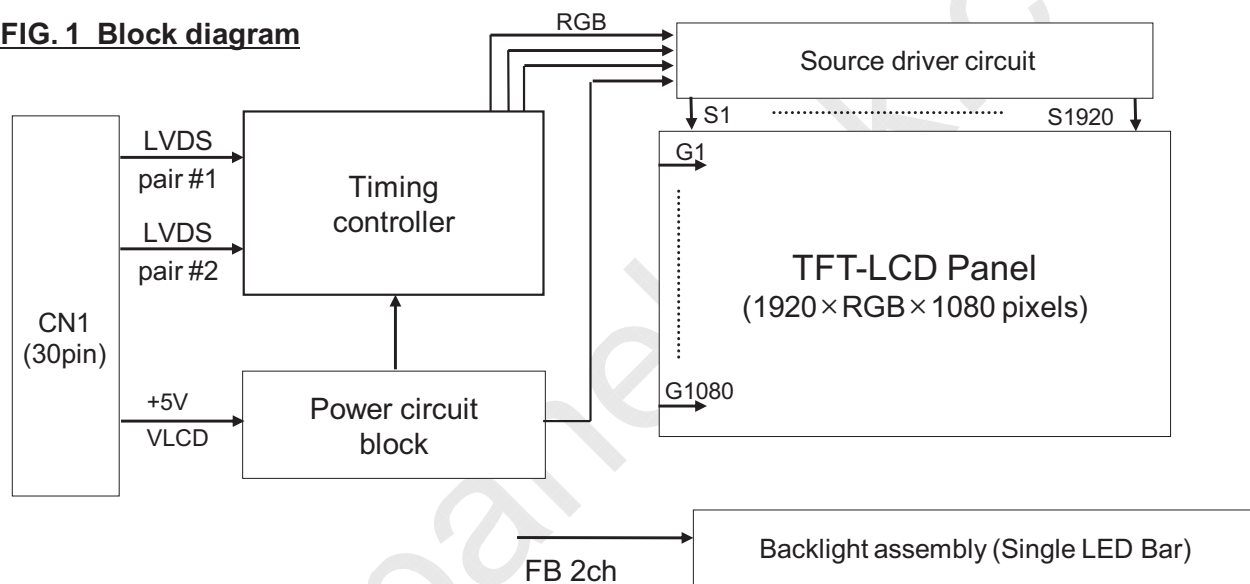 FIG. 1 Block diagram
RGB
Source driver circuit
S1
S1920
CN1
(30pin)
LVDS
pair #1
LVDS
pair #2
Timing
controller
G1
TFT-LCD Panel
(1920×RGB×1080 pixels)
G1080
+5V
VLCD
Power circuit
block
FB 2ch
Backlight assembly (Single LED Bar)